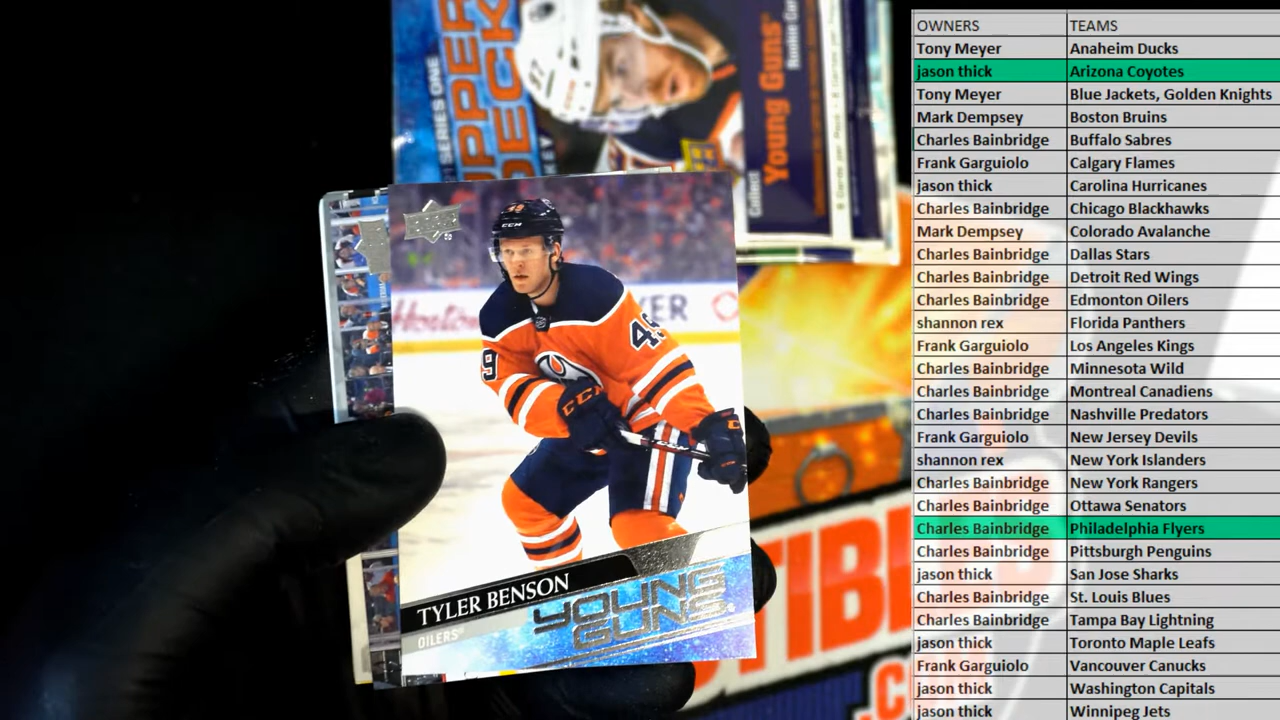 SERIES ONE
UPPER
DECK
Collect
Young Guns
Rookie
49
CCM
49
9
CCM
TYLER BENSON
YOUNG
GUNS
OILERS
OWNERS TEAMS
Tony Meyer Anaheim Ducks
jason thick Arizona Coyotes
Tony Meyer Blue Jackets, Golden Knights
Mark Dempsey Boston Bruins
Charles Bainbridge Buffalo Sabres
Frank Garguiolo Calgary Flames
jason thick Carolina Hurricanes
Charles Bainbridge Chicago Blackhawks
Mark Dempsey Colorado Avalanche
Charles Bainbridge Dallas Stars
Charles Bainbridge Detroit Red Wings
Charles Bainbridge Edmonton Oilers
shannon rex Florida Panthers
Frank Garguiolo Los Angeles Kings
Charles Bainbridge Minnesota Wild
Charles Bainbridge Montreal Canadiens
Charles Bainbridge Nashville Predators
Frank Garguiolo New Jersey Devils
shannon rex New York Islanders
Charles Bainbridge New York Rangers
Charles Bainbridge Ottawa Senators
Charles Bainbridge Philadelphia Flyers
Charles Bainbridge Pittsburgh Penguins
jason thick San Jose Sharks
Charles Bainbridge St. Louis Blues
Charles Bainbridge Tampa Bay Lightning
jason thick Toronto Maple Leafs
Frank Garguiolo Vancouver Canucks
jason thick Washington Capitals
jason thick Winnipeg Jets